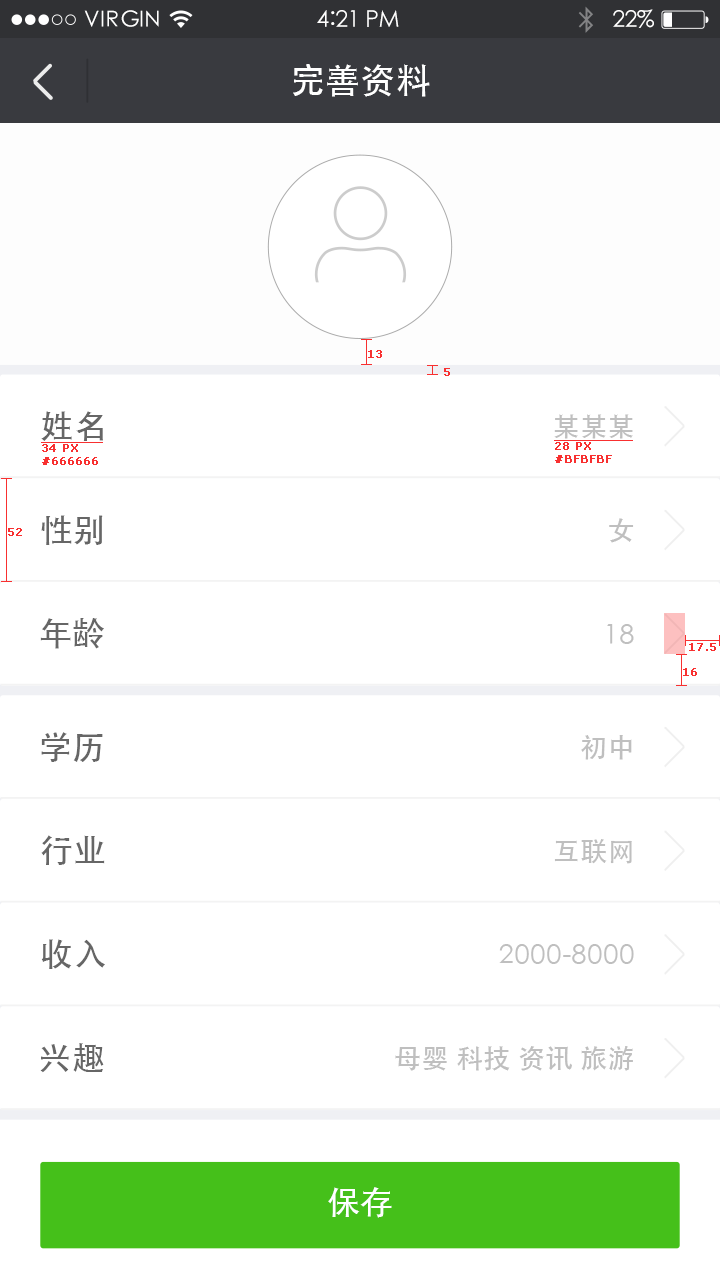 VIRGIN 4:21 PM 22%
完善资料
13
5
姓名 某某某
34 PX 28 PX
#666666 #BFBFBF
52
性别 女
年龄 18
17.5
16
学历 初中
行业 互联网
收入 2000-8000
兴趣 母婴 科技 资讯 旅游
保存